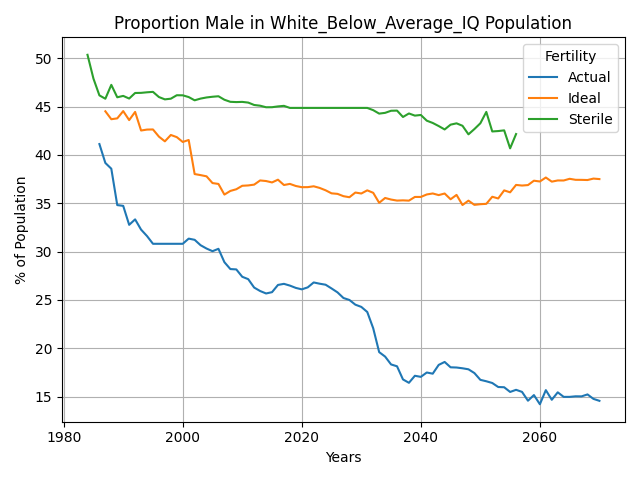 Proportion Male in White_Below_Average_IQ Population
% of Population
50
45
40
35
30
25
20
15
1980
2000
2020
2040
2060
Years
Fertility
Actual
Ideal
Sterile